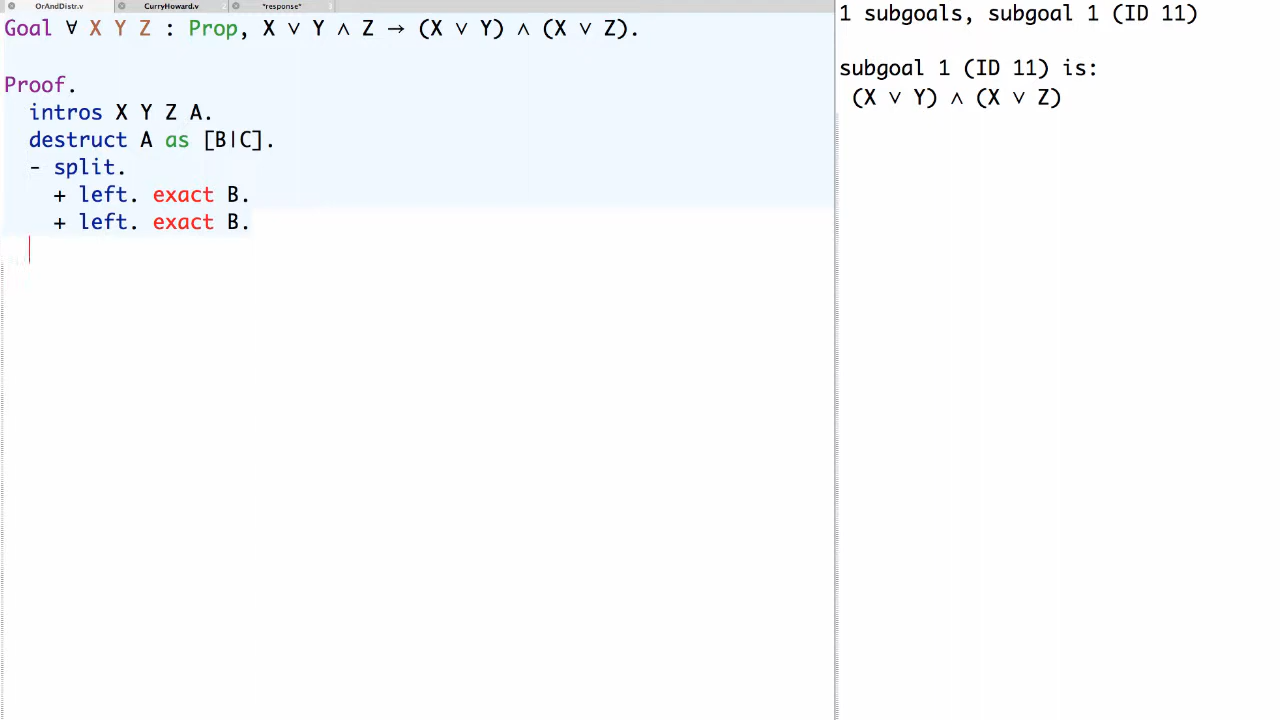 OrAndDistr.v CurryHoward.v *response*
Goal ∀ X Y Z : Prop, X ∨ Y ∧ Z → (X ∨ Y) ∧ (X ∨ Z).
Proof.
intros X Y Z A.
destruct A as [B|C].
- split.
+ left. exact B.
+ left. exact B.
1 subgoals, subgoal 1 (ID 11)
subgoal 1 (ID 11) is:
(X ∨ Y) ∧ (X ∨ Z)